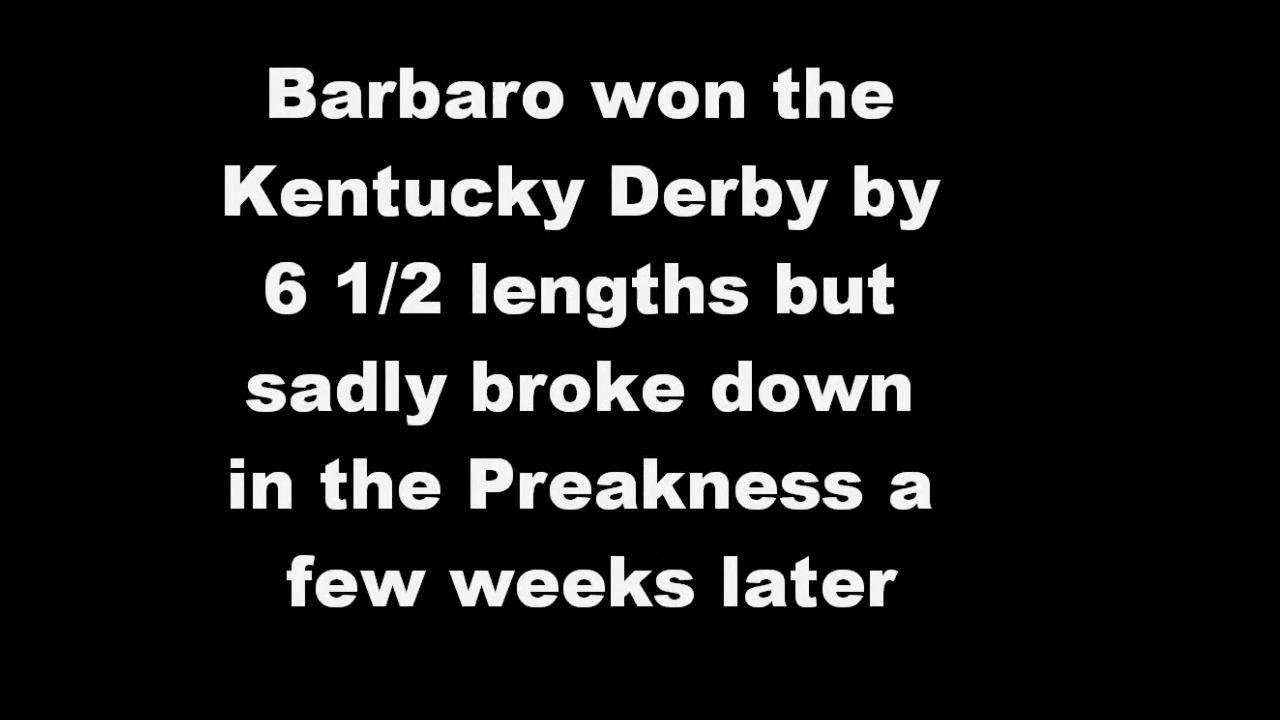 Barbaro won the
Kentucky Derby by
6 1/2 lengths but
sadly broke down
in the Preakness a
few weeks later